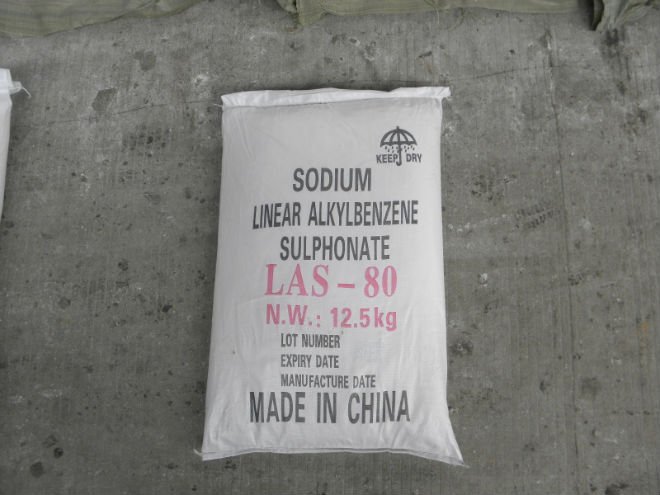 KEEP DRY
SODIUM
LINEAR ALKYLBENZENE
SULPHONATE
LAS - 80
N.W.: 12.5kg
LOT NUMBER
EXPIRY DATE
MANUFACTURE DATE
MADE IN CHINA